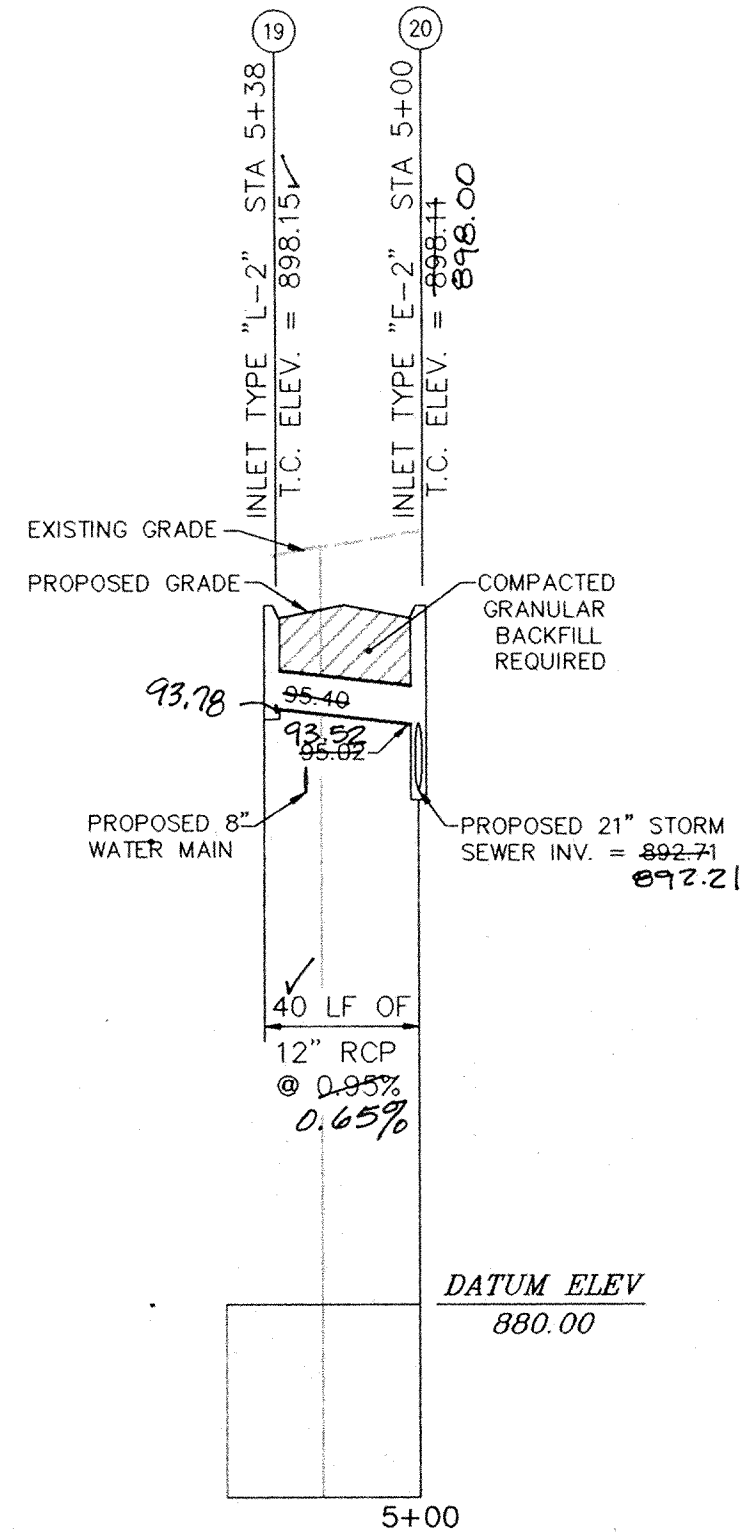 19
20
INLET TYPE "L-2" STA 5+38
T.C. ELEV. = 898.15
INLET TYPE "E-2" STA 5+00
T.C. ELEV. = 898.11
898.00
EXISTING GRADE
PROPOSED GRADE
COMPACTED
GRANULAR
BACKFILL
REQUIRED
93.78
95.40
93.52
95.02
PROPOSED 8"
WATER MAIN
PROPOSED 21" STORM
SEWER INV. = 892.71
892.21
40 LF OF
12" RCP
@ 0.95%
0.65%
DATUM ELEV
880.00
5+00